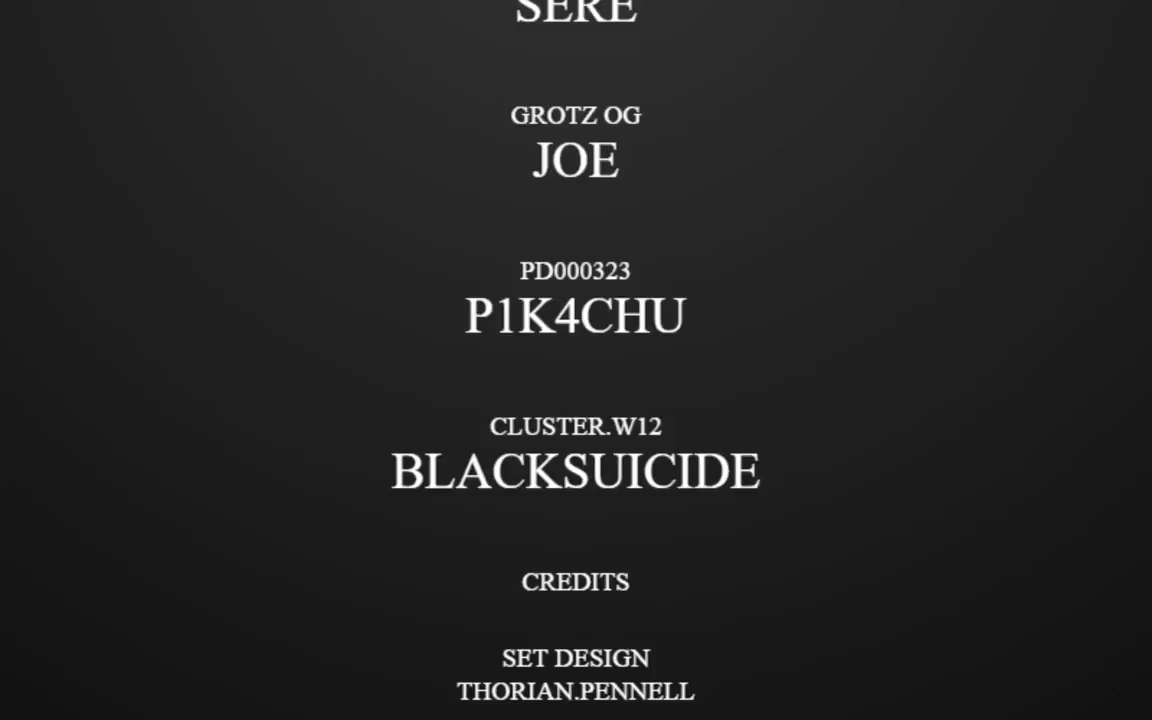 SERE
GROTZ OG
JOE
PD000323
P1K4CHU
CLUSTER.W12
BLACKSUICIDE
CREDITS
SET DESIGN
THORIAN.PENNELL